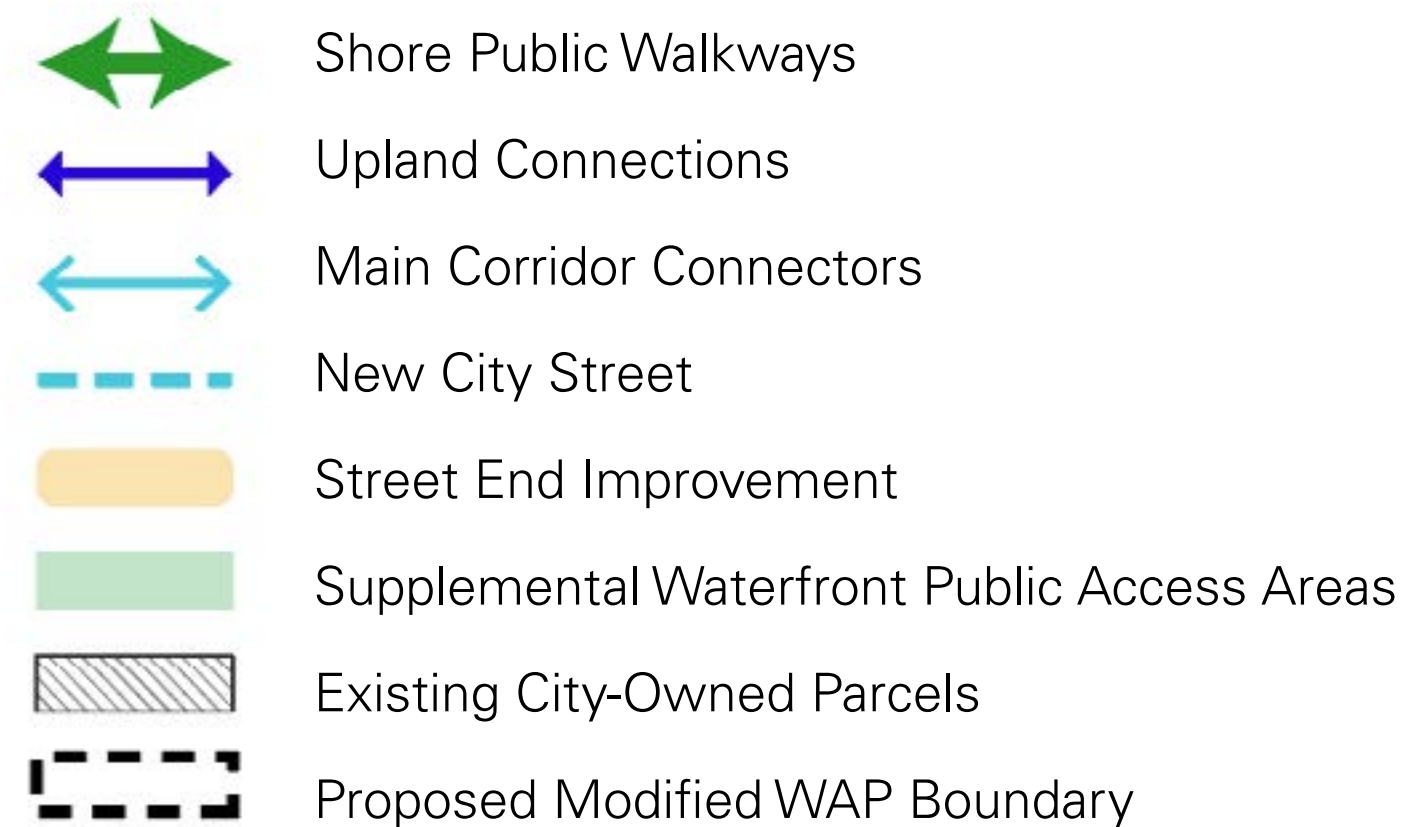 Shore Public Walkways
Upland Connections
Main Corridor Connectors
New City Street
Street End Improvement
Supplemental Waterfront Public Access Areas
Existing City-Owned Parcels
Proposed Modified WAP Boundary